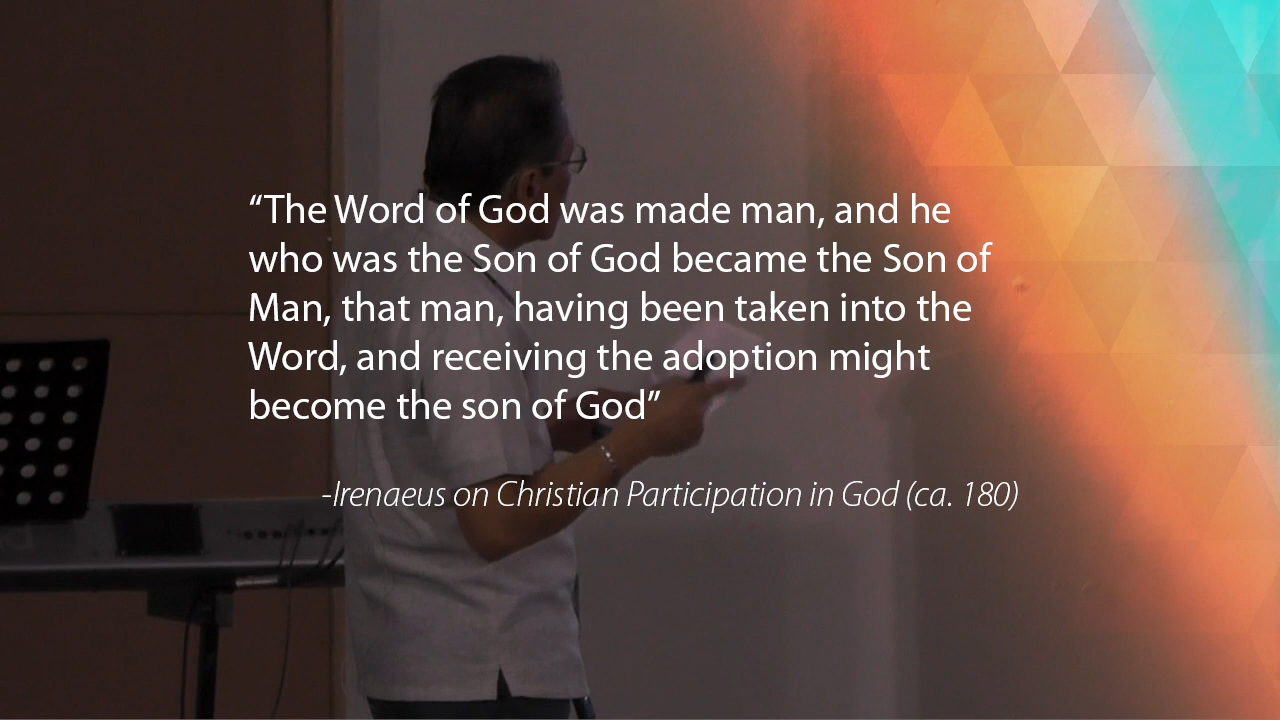 “The Word of God was made man, and he
who was the Son of God became the Son of
Man, that man, having been taken into the
Word, and receiving the adoption might
become the son of God”
-Irenaeus on Christian Participation in God (ca. 180)